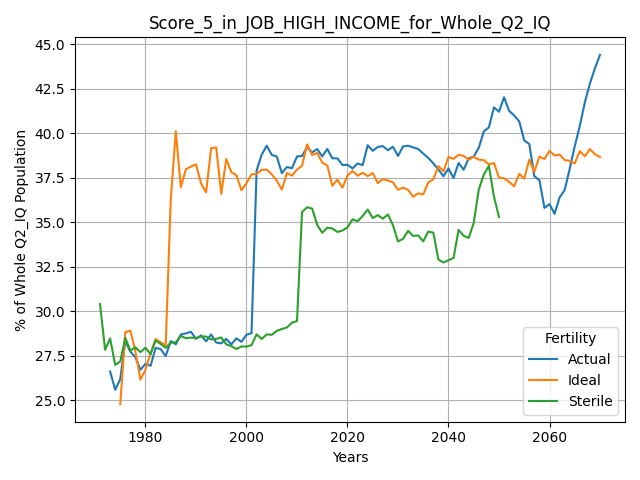 Score_5_in_JOB_HIGH_INCOME_for_Whole_Q2_IQ
% of Whole Q2_IQ Population
45.0
42.5
40.0
37.5
35.0
32.5
30.0
27.5
25.0
Fertility
Actual
Ideal
Sterile
1980
2000
2020
2040
2060
Years